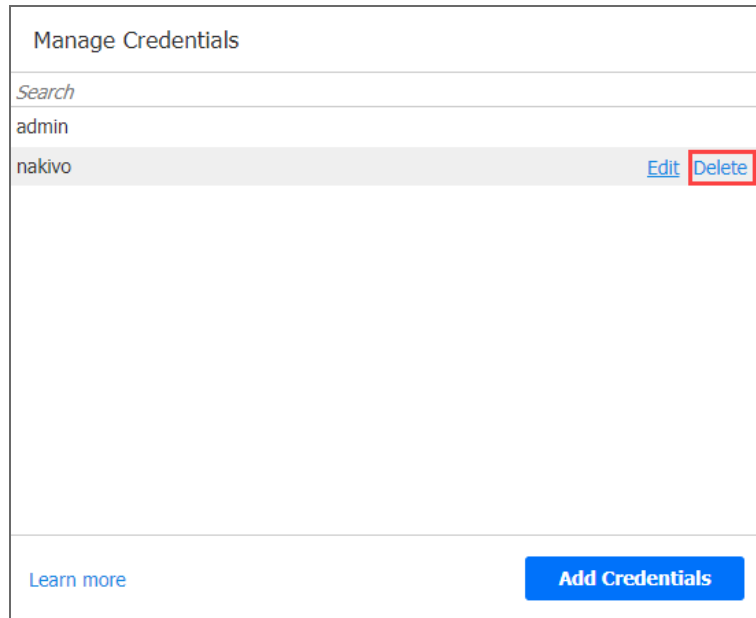 Manage Credentials
Search
admin
nakivo Edit Delete
Learn more Add Credentials